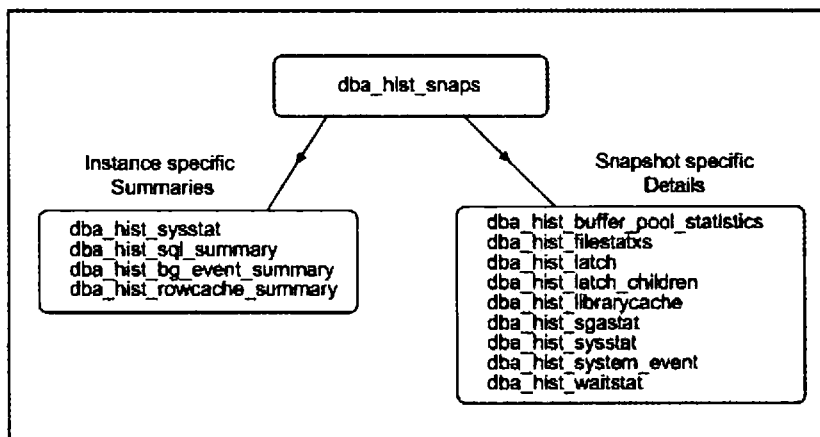 dba_hist_snaps
Instance specific
Summaries
dba_hist_sysstat
dba_hist_sql_summary
dba_hist_bg_event_summary
dba_hist_rowcache_summary
Snapshot specific
Details
dba_hist_buffer_pool_statistics
dba_hist_filestatxs
dba_hist_latch
dba_hist_latch_children
dba_hist_librarycache
dba_hist_sgastat
dba_hist_sysstat
dba_hist_system_event
dba_hist_waitstat